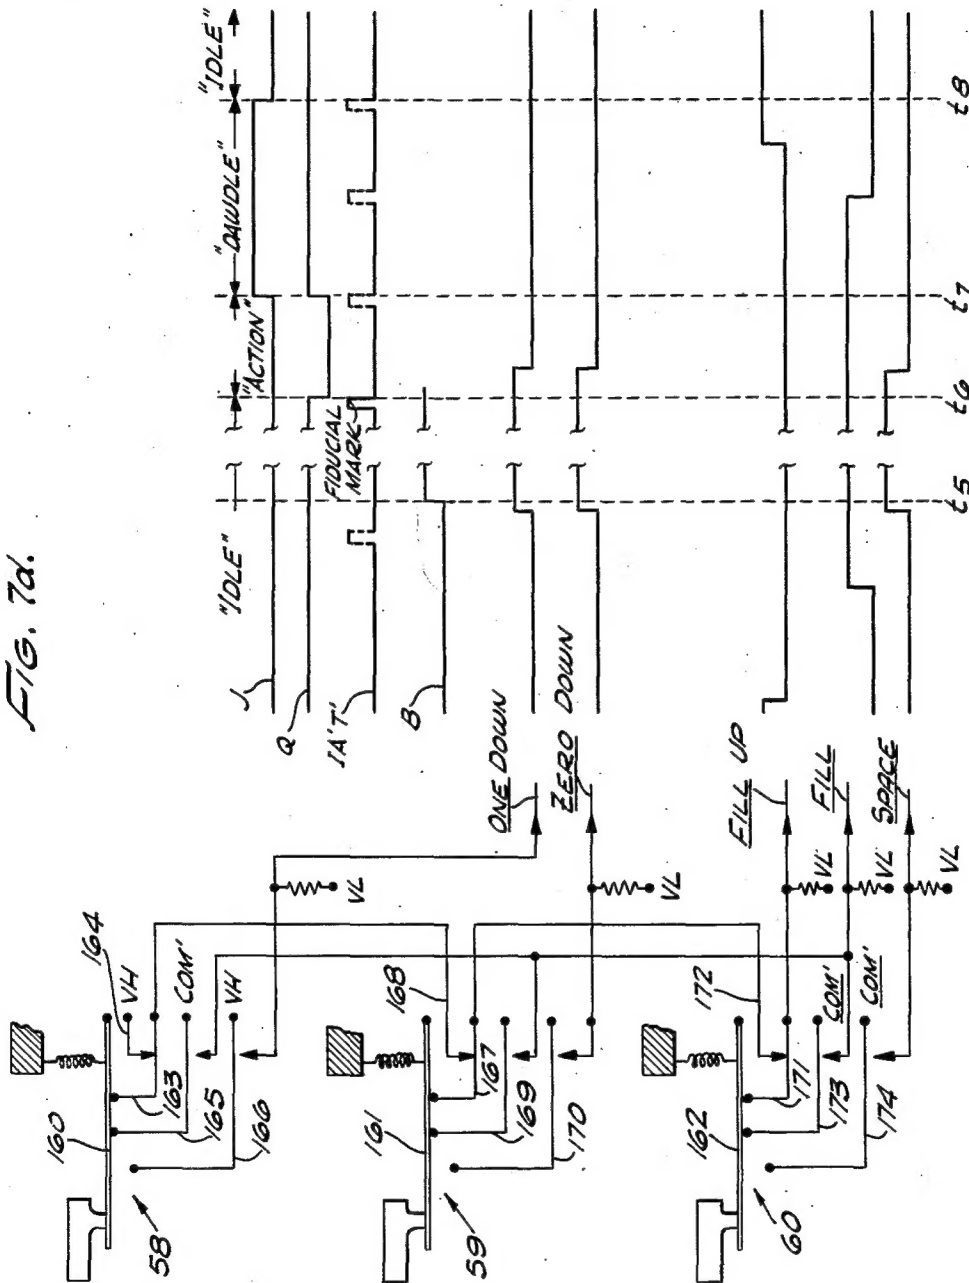 FIG. 7d.
"IDLE"
"ACTION"
"DAWDLE"
"IDLE"
J
Q
FIDUCIAL
MARK
IA'T'
B
ONE DOWN
ZERO DOWN
FILL UP
FILL
SPACE
t5
t6
t7
t8
164
VH
COM'
VH
VL
160
163
165
166
58
168
VL
161
167
169
170
59
172
COM'
COM'
VL
VL
VL
162
171
173
174
60